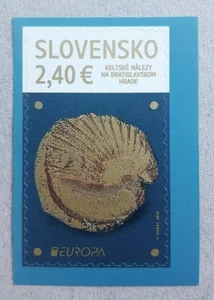 SLOVENSKO
2,40 €
KELTSKÉ NÁLEZY
NA BRATISLAVSKOM
HRADE
EUROPA